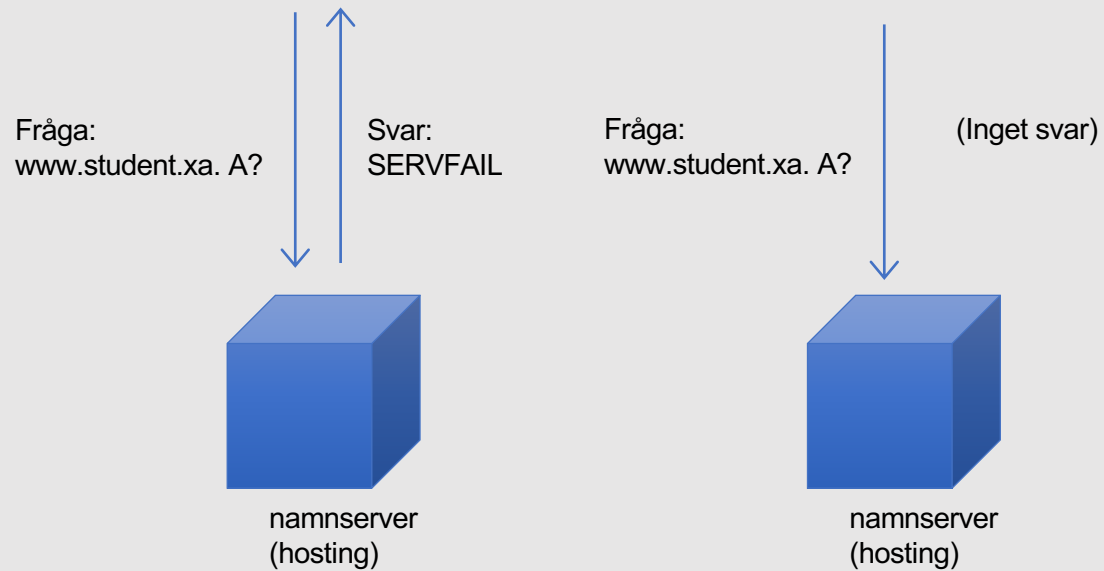 Fråga:
www.student.xa. A?
Svar:
SERVFAIL
namnserver
(hosting)
Fråga:
www.student.xa. A?
(Inget svar)
namnserver
(hosting)